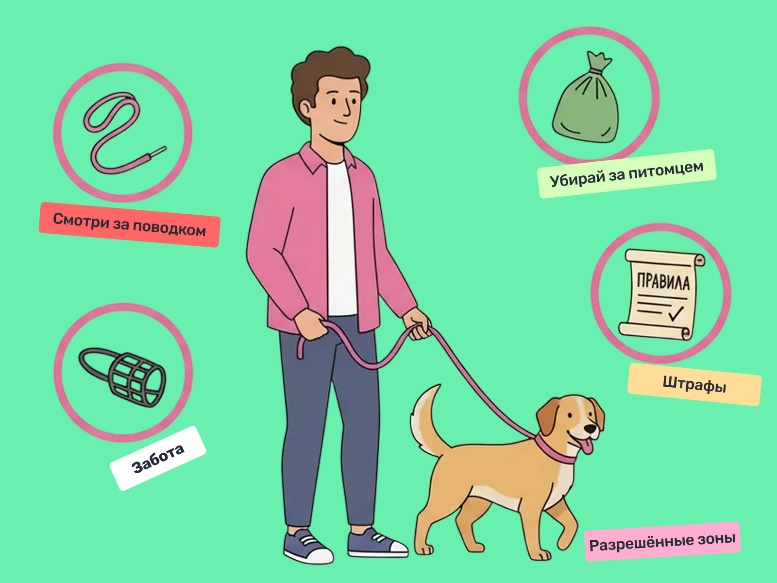 Убирай за питомцем
Смотри за поводком
ПРАВИЛА
Штрафы
Забота
Разрешённые зоны